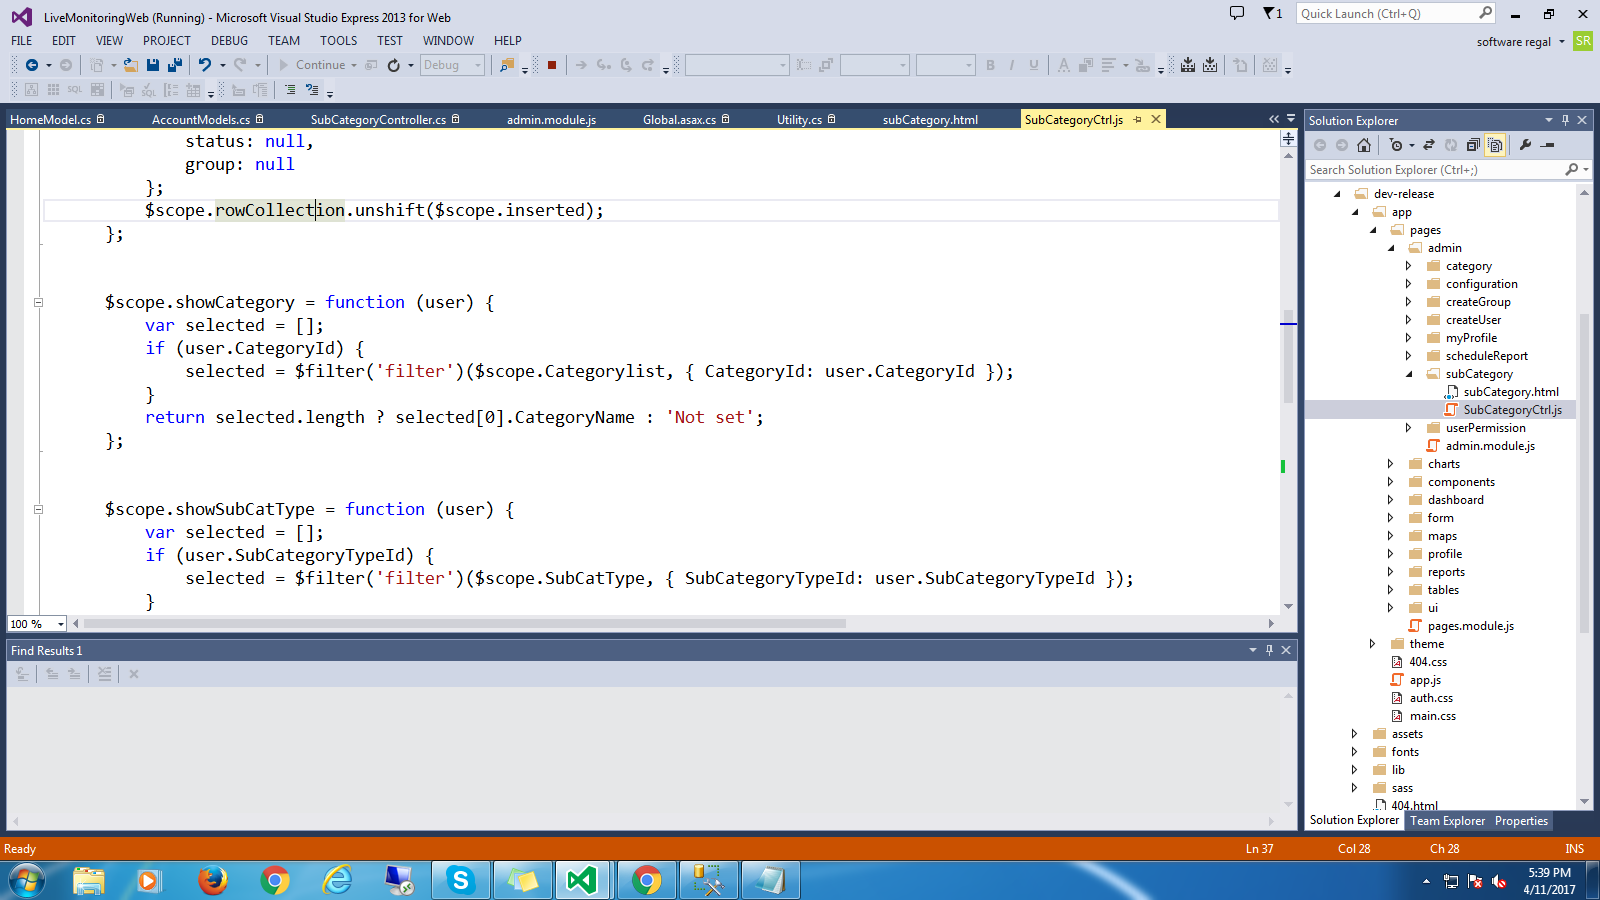 LiveMonitoringWeb (Running) - Microsoft Visual Studio Express 2013 for Web
1
Quick Launch (Ctrl+Q)
FILE EDIT VIEW PROJECT DEBUG TEAM TOOLS TEST WINDOW HELP
software regal
SR
Continue
Debug
B I U A
SQL
SQL
HomeModel.cs AccountModels.cs SubCategoryController.cs admin.module.js Global.asax.cs Utility.cs subCategory.html SubCategoryCtrl.js
status: null,
group: null
};
$scope.rowCollection.unshift($scope.inserted);
};
$scope.showCategory = function (user) {
var selected = [];
if (user.CategoryId) {
selected = $filter('filter')($scope.Categorylist, { CategoryId: user.CategoryId });
}
return selected.length ? selected[0].CategoryName : 'Not set';
};
$scope.showSubCatType = function (user) {
var selected = [];
if (user.SubCategoryTypeId) {
selected = $filter('filter')($scope.SubCatType, { SubCategoryTypeId: user.SubCategoryTypeId });
}
100 %
Find Results 1
Solution Explorer
Search Solution Explorer (Ctrl+;)
dev-release
app
pages
admin
category
configuration
createGroup
createUser
myProfile
scheduleReport
subCategory
subCategory.html
SubCategoryCtrl.js
userPermission
admin.module.js
charts
components
dashboard
form
maps
profile
reports
tables
ui
pages.module.js
theme
404.css
app.js
auth.css
main.css
assets
fonts
lib
sass
404.html
Solution Explorer Team Explorer Properties
Ready
Ln 37 Col 28 Ch 28 INS
5:39 PM
4/11/2017